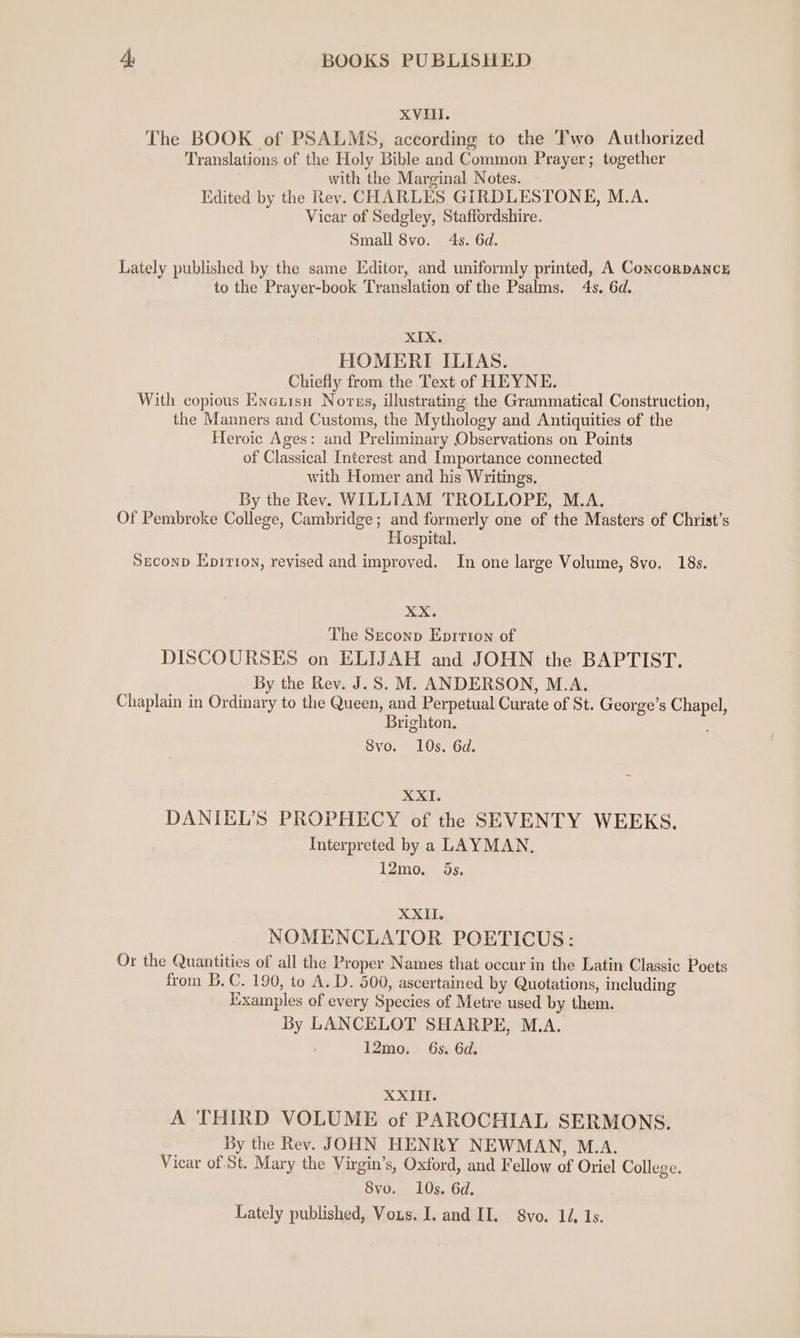 4 BOOKS PUBLISHED
XVIII.
The BOOK of PSALMS, according to the Two Authorized
Translations of the Holy Bible and Common Prayer; together
with the Marginal Notes.
Edited by the Rev. CHARLES GIRDLESTONE, M.A.
Vicar of Sedgley, Staffordshire.
Small 8vo. 4s. 6d.
Lately published by the same Editor, and uniformly printed, A CONCORDANCE
to the Prayer-book Translation of the Psalms. 4s. 6d.
XIX.
HOMERI ILIAS.
Chiefly from the Text of HEYNE.
With copious ENGLISH NOTES, illustrating the Grammatical Construction,
the Manners and Customs, the Mythology and Antiquities of the
Heroic Ages: and Preliminary Observations on Points
of Classical Interest and Importance connected
with Homer and his Writings.
By the Rev. WILLIAM TROLLOPE, M.A.
Of Pembroke College, Cambridge; and formerly one of the Masters of Christ's
Hospital.
SECOND EDITION, revised and improved. In one large Volume, 8vo. 18s.
XX.
The SECOND EDITION of
DISCOURSES on ELIJAH and JOHN the BAPTIST.
By the Rev. J. S. M. ANDERSON, M.A.
Chaplain in Ordinary to the Queen, and Perpetual Curate of St. George's Chapel,
Brighton.
8vo. 10s. 6d.
XXI.
DANIEL'S PROPHECY of the SEVENTY WEEKS.
Interpreted by a LAYMAN.
12mo. 5s.
XXII.
NOMENCLATOR POETICUS:
Or the Quantities of all the Proper Names that occur in the Latin Classic Poets
from B.C. 190, to A.D. 500, ascertained by Quotations, including
Examples of every Species of Metre used by them.
By LANCELOT SHARPE, M.A.
12mo. 6s. 6d.
XXIII.
A THIRD VOLUME of PAROCHIAL SERMONS.
By the Rev. JOHN HENRY NEWMAN, M.A.
Vicar of St. Mary the Virgin's, Oxford, and Fellow of Oriel College.
8vo. 10s. 6d.
Lately published, VOLS. I. and II. 8vo. 1l. 1s.